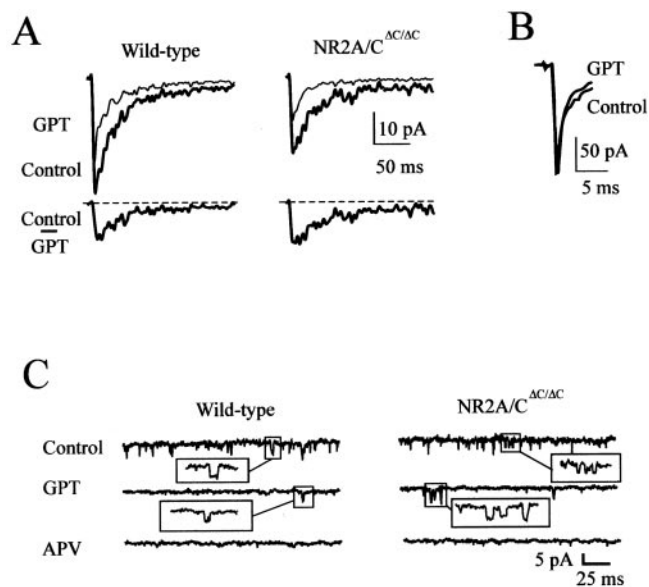 A
Wild-type
NR2A/C ΔC/ΔC
GPT
Control
10 pA
50 ms
Control
GPT
B
GPT
Control
50 pA
5 ms
C
Wild-type
NR2A/C ΔC/ΔC
Control
GPT
APV
5 pA
25 ms